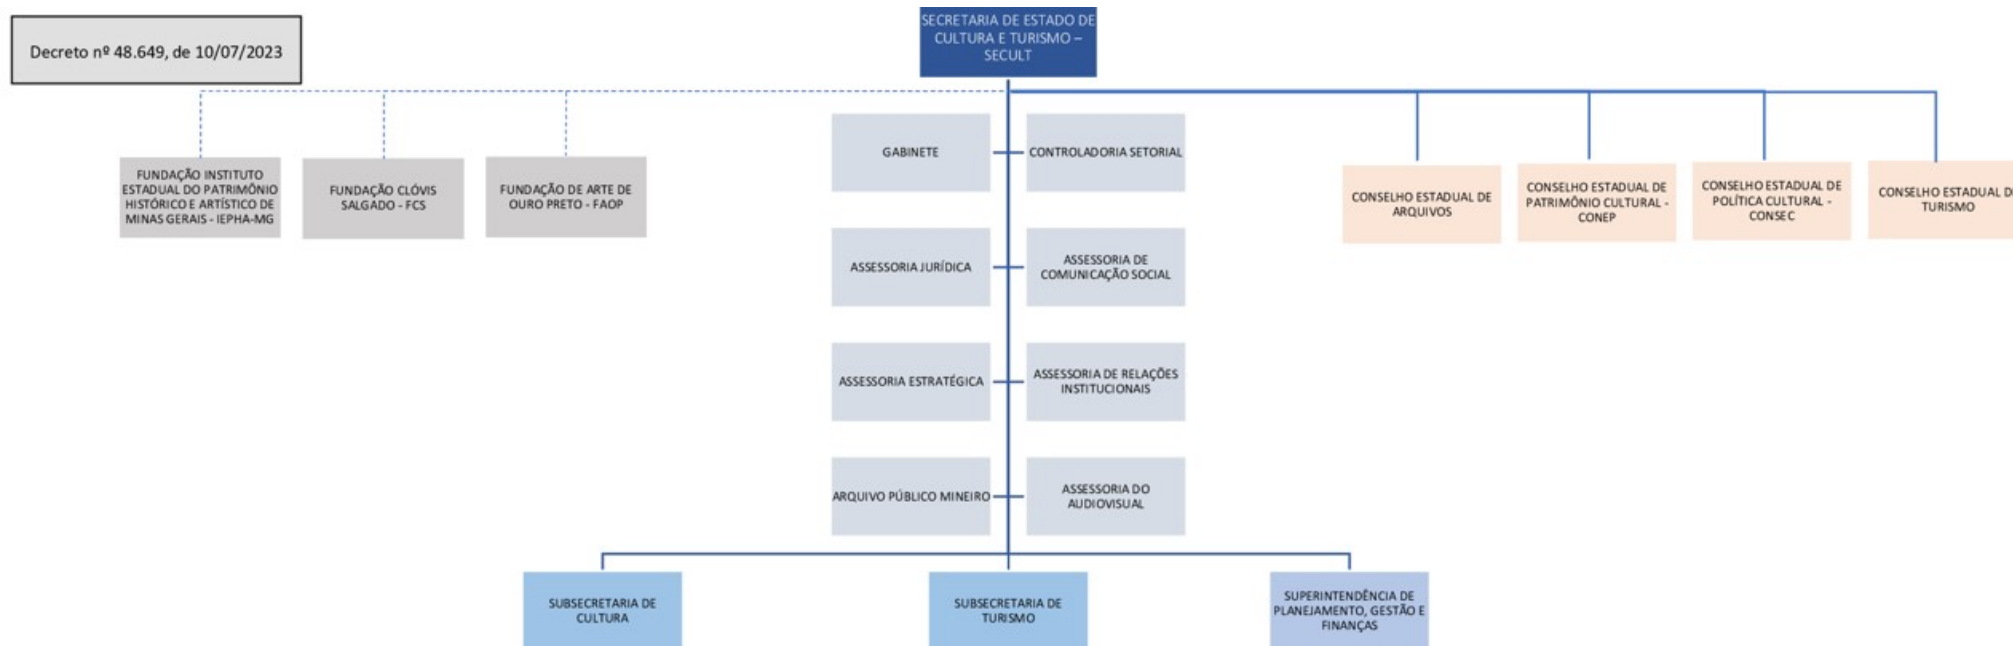 SECRETARIA DE ESTADO DE
CULTURA E TURISMO –
SECULT
Decreto nº 48.649, de 10/07/2023
GABINETE
CONTROLADORIA SETORIAL
FUNDAÇÃO INSTITUTO
ESTADUAL DO PATRIMÔNIO
HISTÓRICO E ARTÍSTICO DE
MINAS GERAIS - IEPHA-MG
FUNDAÇÃO CLÓVIS
SALGADO - FCS
FUNDAÇÃO DE ARTE DE
OURO PRETO - FAOP
CONSELHO ESTADUAL DE
ARQUIVOS
CONSELHO ESTADUAL DE
PATRIMÔNIO CULTURAL -
CONEP
CONSELHO ESTADUAL DE
POLÍTICA CULTURAL -
CONSEC
CONSELHO ESTADUAL DE
TURISMO
ASSESSORIA JURÍDICA
ASSESSORIA DE
COMUNICAÇÃO SOCIAL
ASSESSORIA ESTRATÉGICA
ASSESSORIA DE RELAÇÕES
INSTITUCIONAIS
ARQUIVO PÚBLICO MINEIRO
ASSESSORIA DO
AUDIOVISUAL
SUBSECRETARIA DE
CULTURA
SUBSECRETARIA DE
TURISMO
SUPERINTENDÊNCIA DE
PLANEJAMENTO, GESTÃO E
FINANÇAS